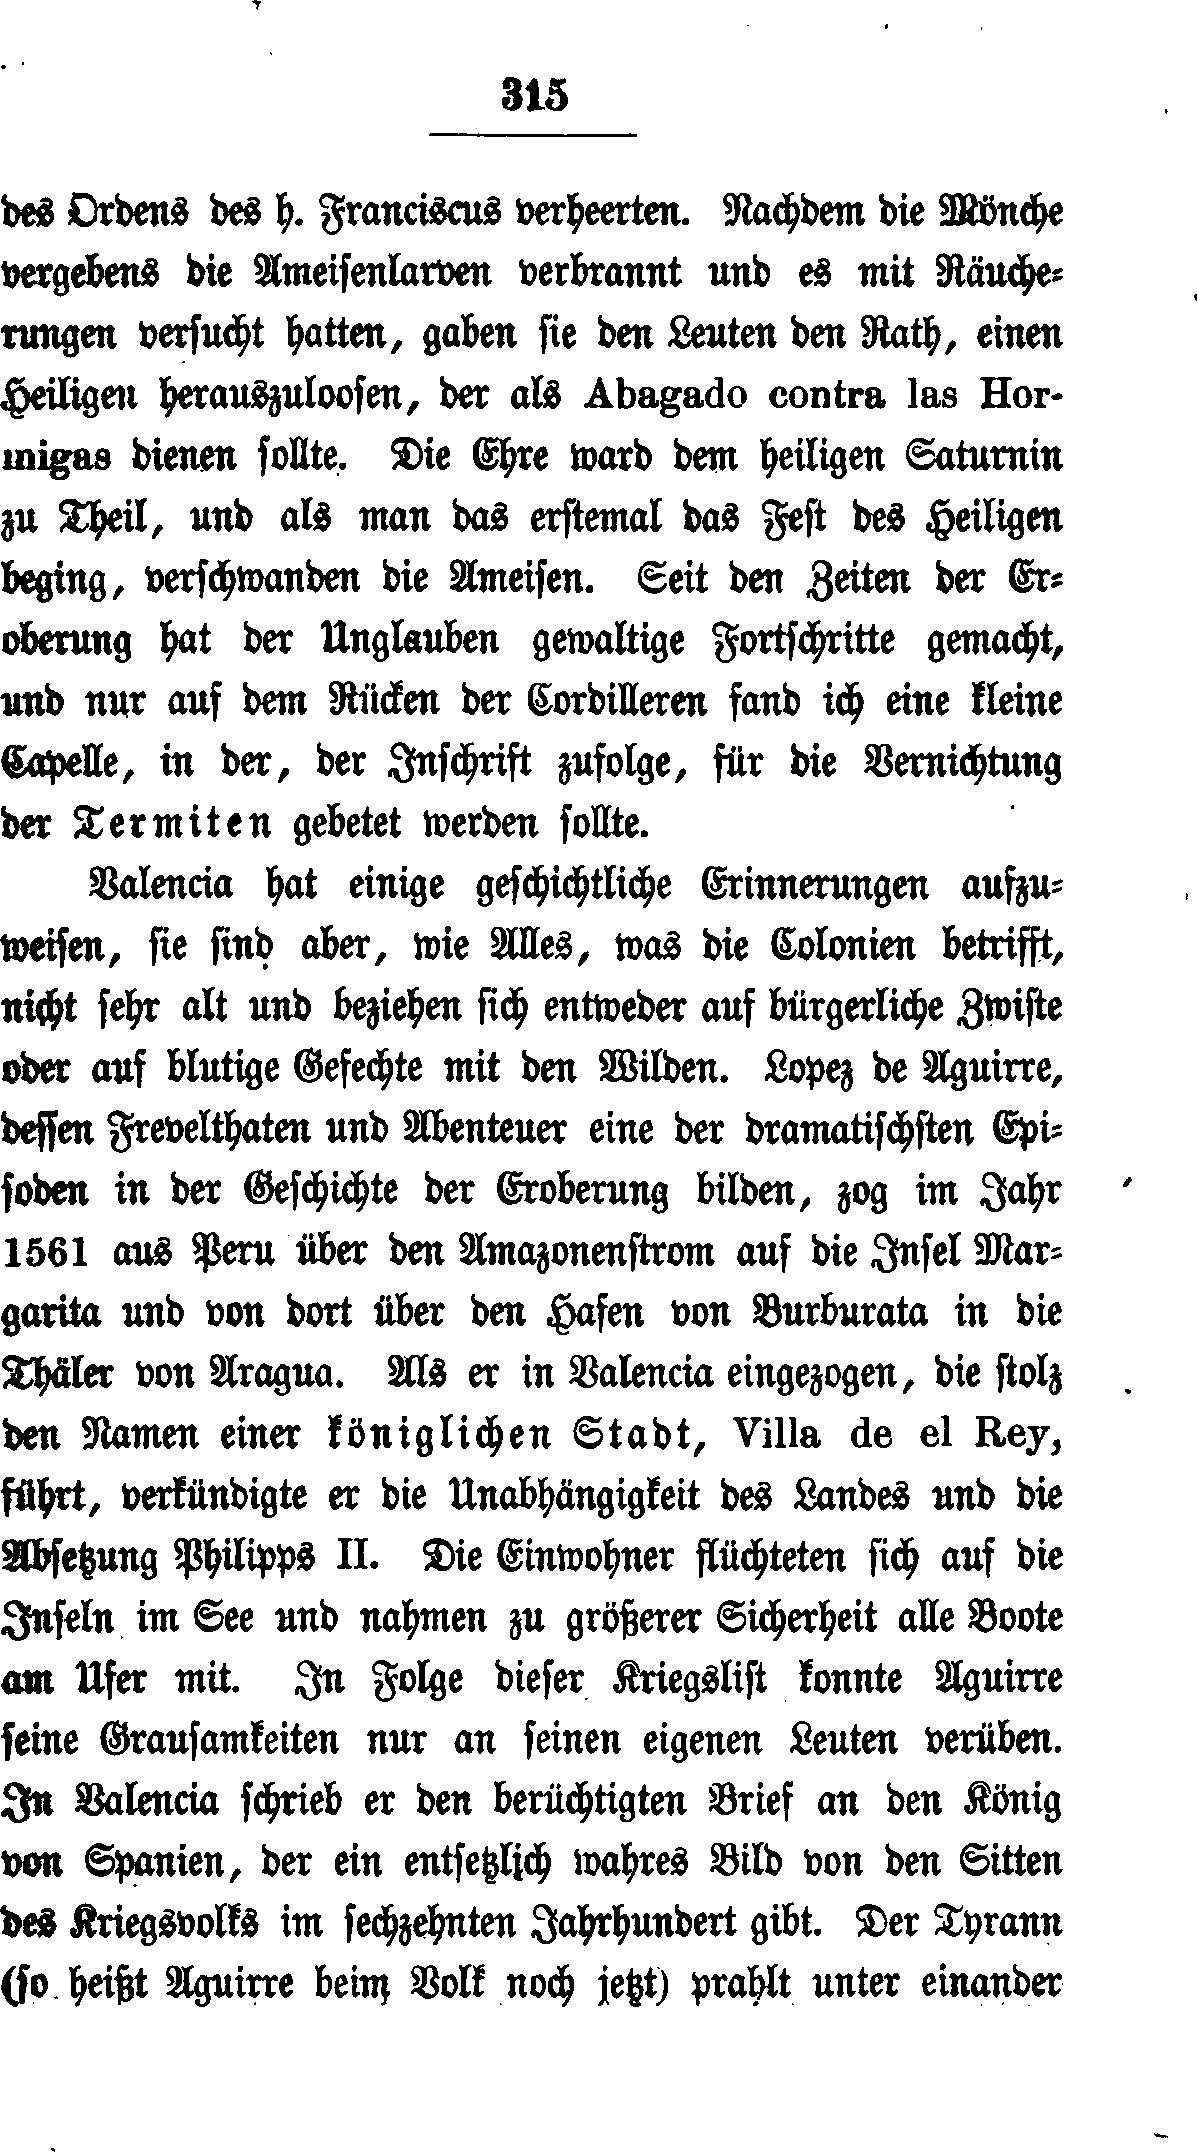 315
des Ordens des h. Franciscus verheerten. Nachdem die Mönche
vergebens die Ameisenlarven verbrannt und es mit Räuche-
rungen versucht hatten, gaben sie den Leuten den Rath, einen
Heiligen herauszuloosen, der als Abagado contra las Hor-
migas dienen sollte. Die Ehre ward dem heiligen Saturnin
zu Theil, und als man das erstemal das Fest des Heiligen
beging, verschwanden die Ameisen. Seit den Zeiten der Er-
oberung hat der Unglauben gewaltige Fortschritte gemacht,
und nur auf dem Rücken der Cordilleren fand ich eine kleine
Capelle, in der, der Inschrift zufolge, für die Vernichtung
der Termiten gebetet werden sollte.
Valencia hat einige geschichtliche Erinnerungen aufzu-
weisen, sie sind aber, wie Alles, was die Colonien betrifft,
nicht sehr alt und beziehen sich entweder auf bürgerliche Zwiste
oder auf blutige Gefechte mit den Wilden. Lopez de Aguirre,
dessen Frevelthaten und Abenteuer eine der dramatischsten Epi-
soden in der Geschichte der Eroberung bilden, zog im Jahr
1561 aus Peru über den Amazonenstrom auf die Insel Mar-
garita und von dort über den Hafen von Burburata in die
Thäler von Aragua. Als er in Valencia eingezogen, die stolz
den Namen einer königlichen Stadt, Villa de el Rey,
führt, verkündigte er die Unabhängigkeit des Landes und die
Absetzung Philipps II. Die Einwohner flüchteten sich auf die
Inseln im See und nahmen zu größerer Sicherheit alle Boote
am Ufer mit. In Folge dieser Kriegslist konnte Aguirre
seine Grausamkeiten nur an seinen eigenen Leuten verüben.
In Valencia schrieb er den berüchtigten Brief an den König
von Spanien, der ein entsetzlich wahres Bild von den Sitten
des Kriegsvolks im sechzehnten Jahrhundert gibt. Der Tyrann
(so heißt Aguirre beim Volk noch jetzt) prahlt unter einander